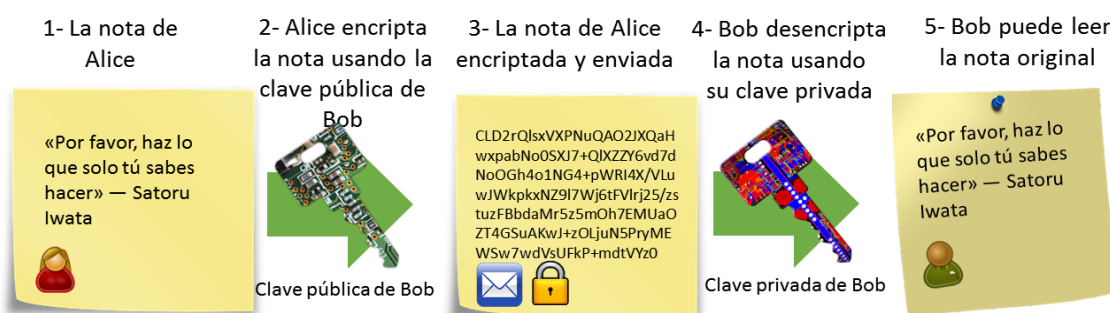 1- La nota de
Alice
2- Alice encripta
la nota usando la
clave pública de
Bob
3- La nota de Alice
encriptada y enviada
4- Bob desencripta
la nota usando
su clave privada
5- Bob puede leer
la nota original
«Por favor, haz lo
que solo tú sabes
hacer» — Satoru
Iwata
Clave pública de Bob
CLD2rQlsxVXPNuQAO2JXQaH
wxpabNo0SXJ7+QlXZZY6vd7d
NoOGh4o1NG4+pWRI4X/VLu
wJWkpkxNZ9l7Wj6tFVlrj25/zs
tuzFBbdaMr5z5mOh7EMUaO
ZT4GSuAKwJ+zOLjuN5PryME
WSw7wdVsUFkP+mdtVYz0
Clave privada de Bob
«Por favor, haz lo
que solo tú sabes
hacer» — Satoru
Iwata